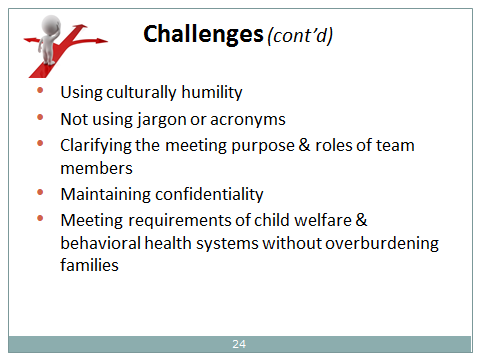 Challenges (cont’d)
• Using culturally humility
• Not using jargon or acronyms
• Clarifying the meeting purpose & roles of team
members
• Maintaining confidentiality
• Meeting requirements of child welfare &
behavioral health systems without overburdening
families
24